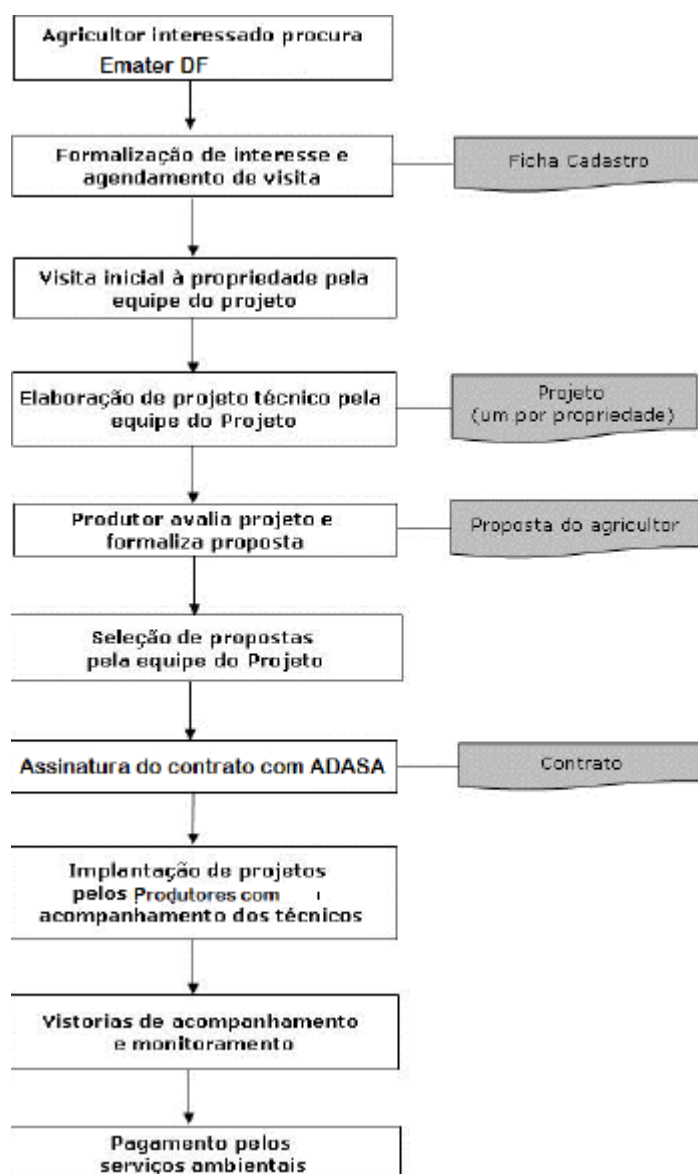 Agricultor interessado procura
Emater DF
Formalização de interesse e
agendamento de visita
Ficha Cadastro
Visita inicial à propriedade pela
equipe do projeto
Elaboração de projeto técnico pela
equipe do Projeto
Projeto
(um por propriedade)
Produtor avalia projeto e
formaliza proposta
Proposta do agricultor
Seleção de propostas
pela equipe do Projeto
Assinatura do contrato com ADASA
Contrato
Implantação de projetos
pelos Produtores com
acompanhamento dos técnicos
Vistorias de acompanhamento
e monitoramento
Pagamento pelos
serviços ambientais